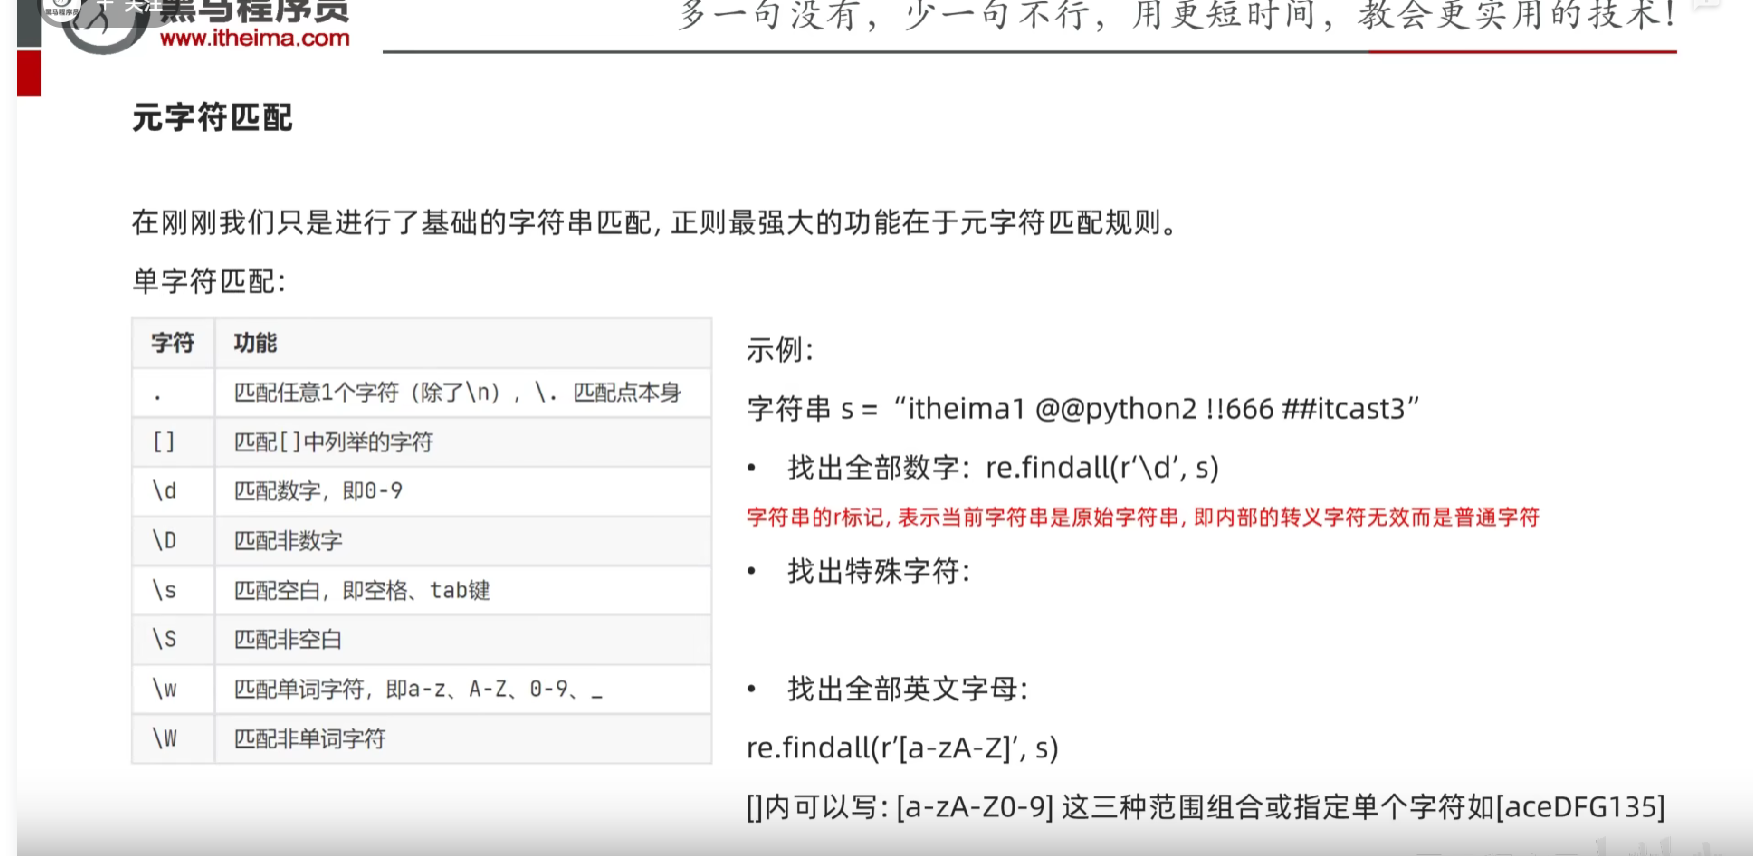 + 关注
黑马程序员
www.itheima.com
多一句没有，少一句不行，用更短时间，教会更实用的技术！
元字符匹配
在刚刚我们只是进行了基础的字符串匹配，正则最强大的功能在于元字符匹配规则。
单字符匹配：
字符 功能
. 匹配任意1个字符（除了\n），\. 匹配点本身
[] 匹配[]中列举的字符
\d 匹配数字，即0-9
\D 匹配非数字
\s 匹配空白，即空格、tab键
\S 匹配非空白
\w 匹配单词字符，即a-z、A-Z、0-9、_
\W 匹配非单词字符
示例：
字符串 s = “itheima1 @@python2 !!666 ##itcast3”
• 找出全部数字：re.findall(r‘\d’, s)
字符串的r标记，表示当前字符串是原始字符串，即内部的转义字符无效而是普通字符
• 找出特殊字符：
• 找出全部英文字母：
re.findall(r’[a-zA-Z]’, s)
[]内可以写：[a-zA-Z0-9] 这三种范围组合或指定单个字符如[aceDFG135]